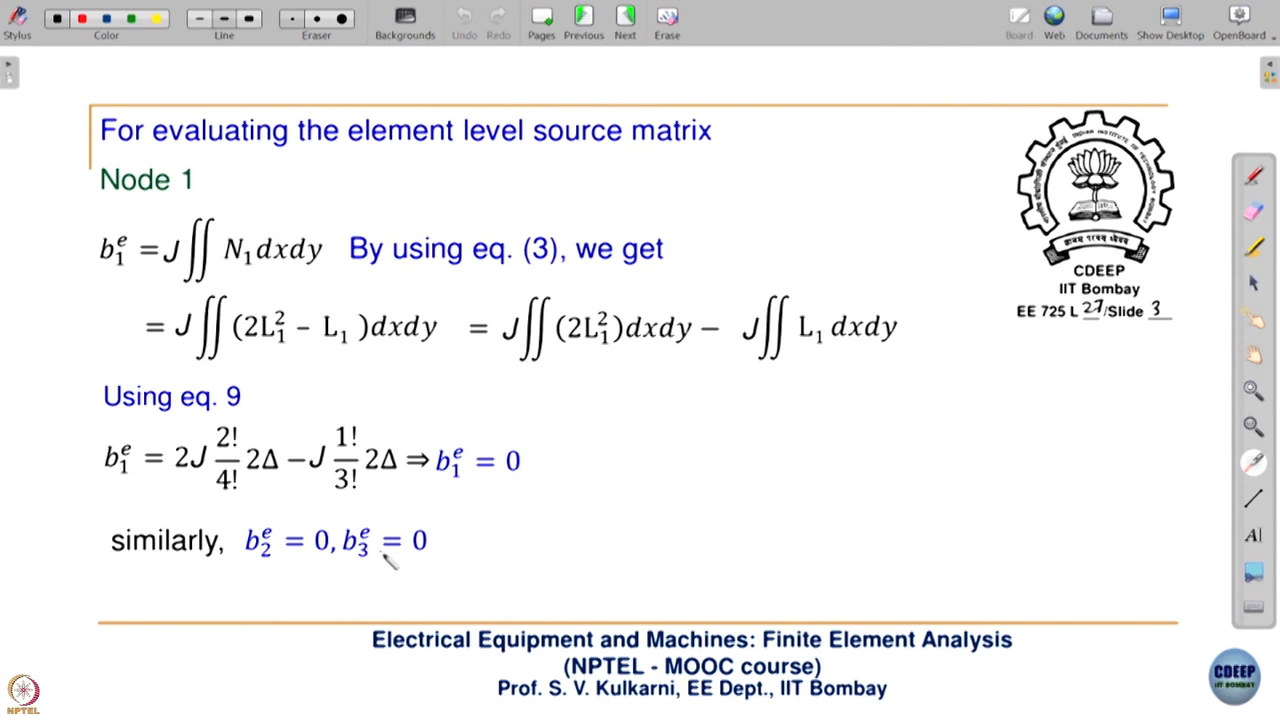 Stylus Color Line Eraser Backgrounds Undo Redo Pages Previous Next Erase Board Web Documents Show Desktop OpenBoard
For evaluating the element level source matrix
Node 1
b₁ᵉ = J∬ N₁dxdy By using eq. (3), we get
= J∬ (2L₁² − L₁ )dxdy = J∬ (2L₁²)dxdy − J∬ L₁ dxdy
Using eq. 9
b₁ᵉ = 2J 2!/4! 2Δ − J 1!/3! 2Δ ⇒ b₁ᵉ = 0
similarly, b₂ᵉ = 0, b₃ᵉ = 0
CDEEP
IIT Bombay
EE 725 L 27/Slide 3
Electrical Equipment and Machines: Finite Element Analysis
(NPTEL - MOOC course)
Prof. S. V. Kulkarni, EE Dept., IIT Bombay
NPTEL
CDEEP
IIT BOMBAY
A